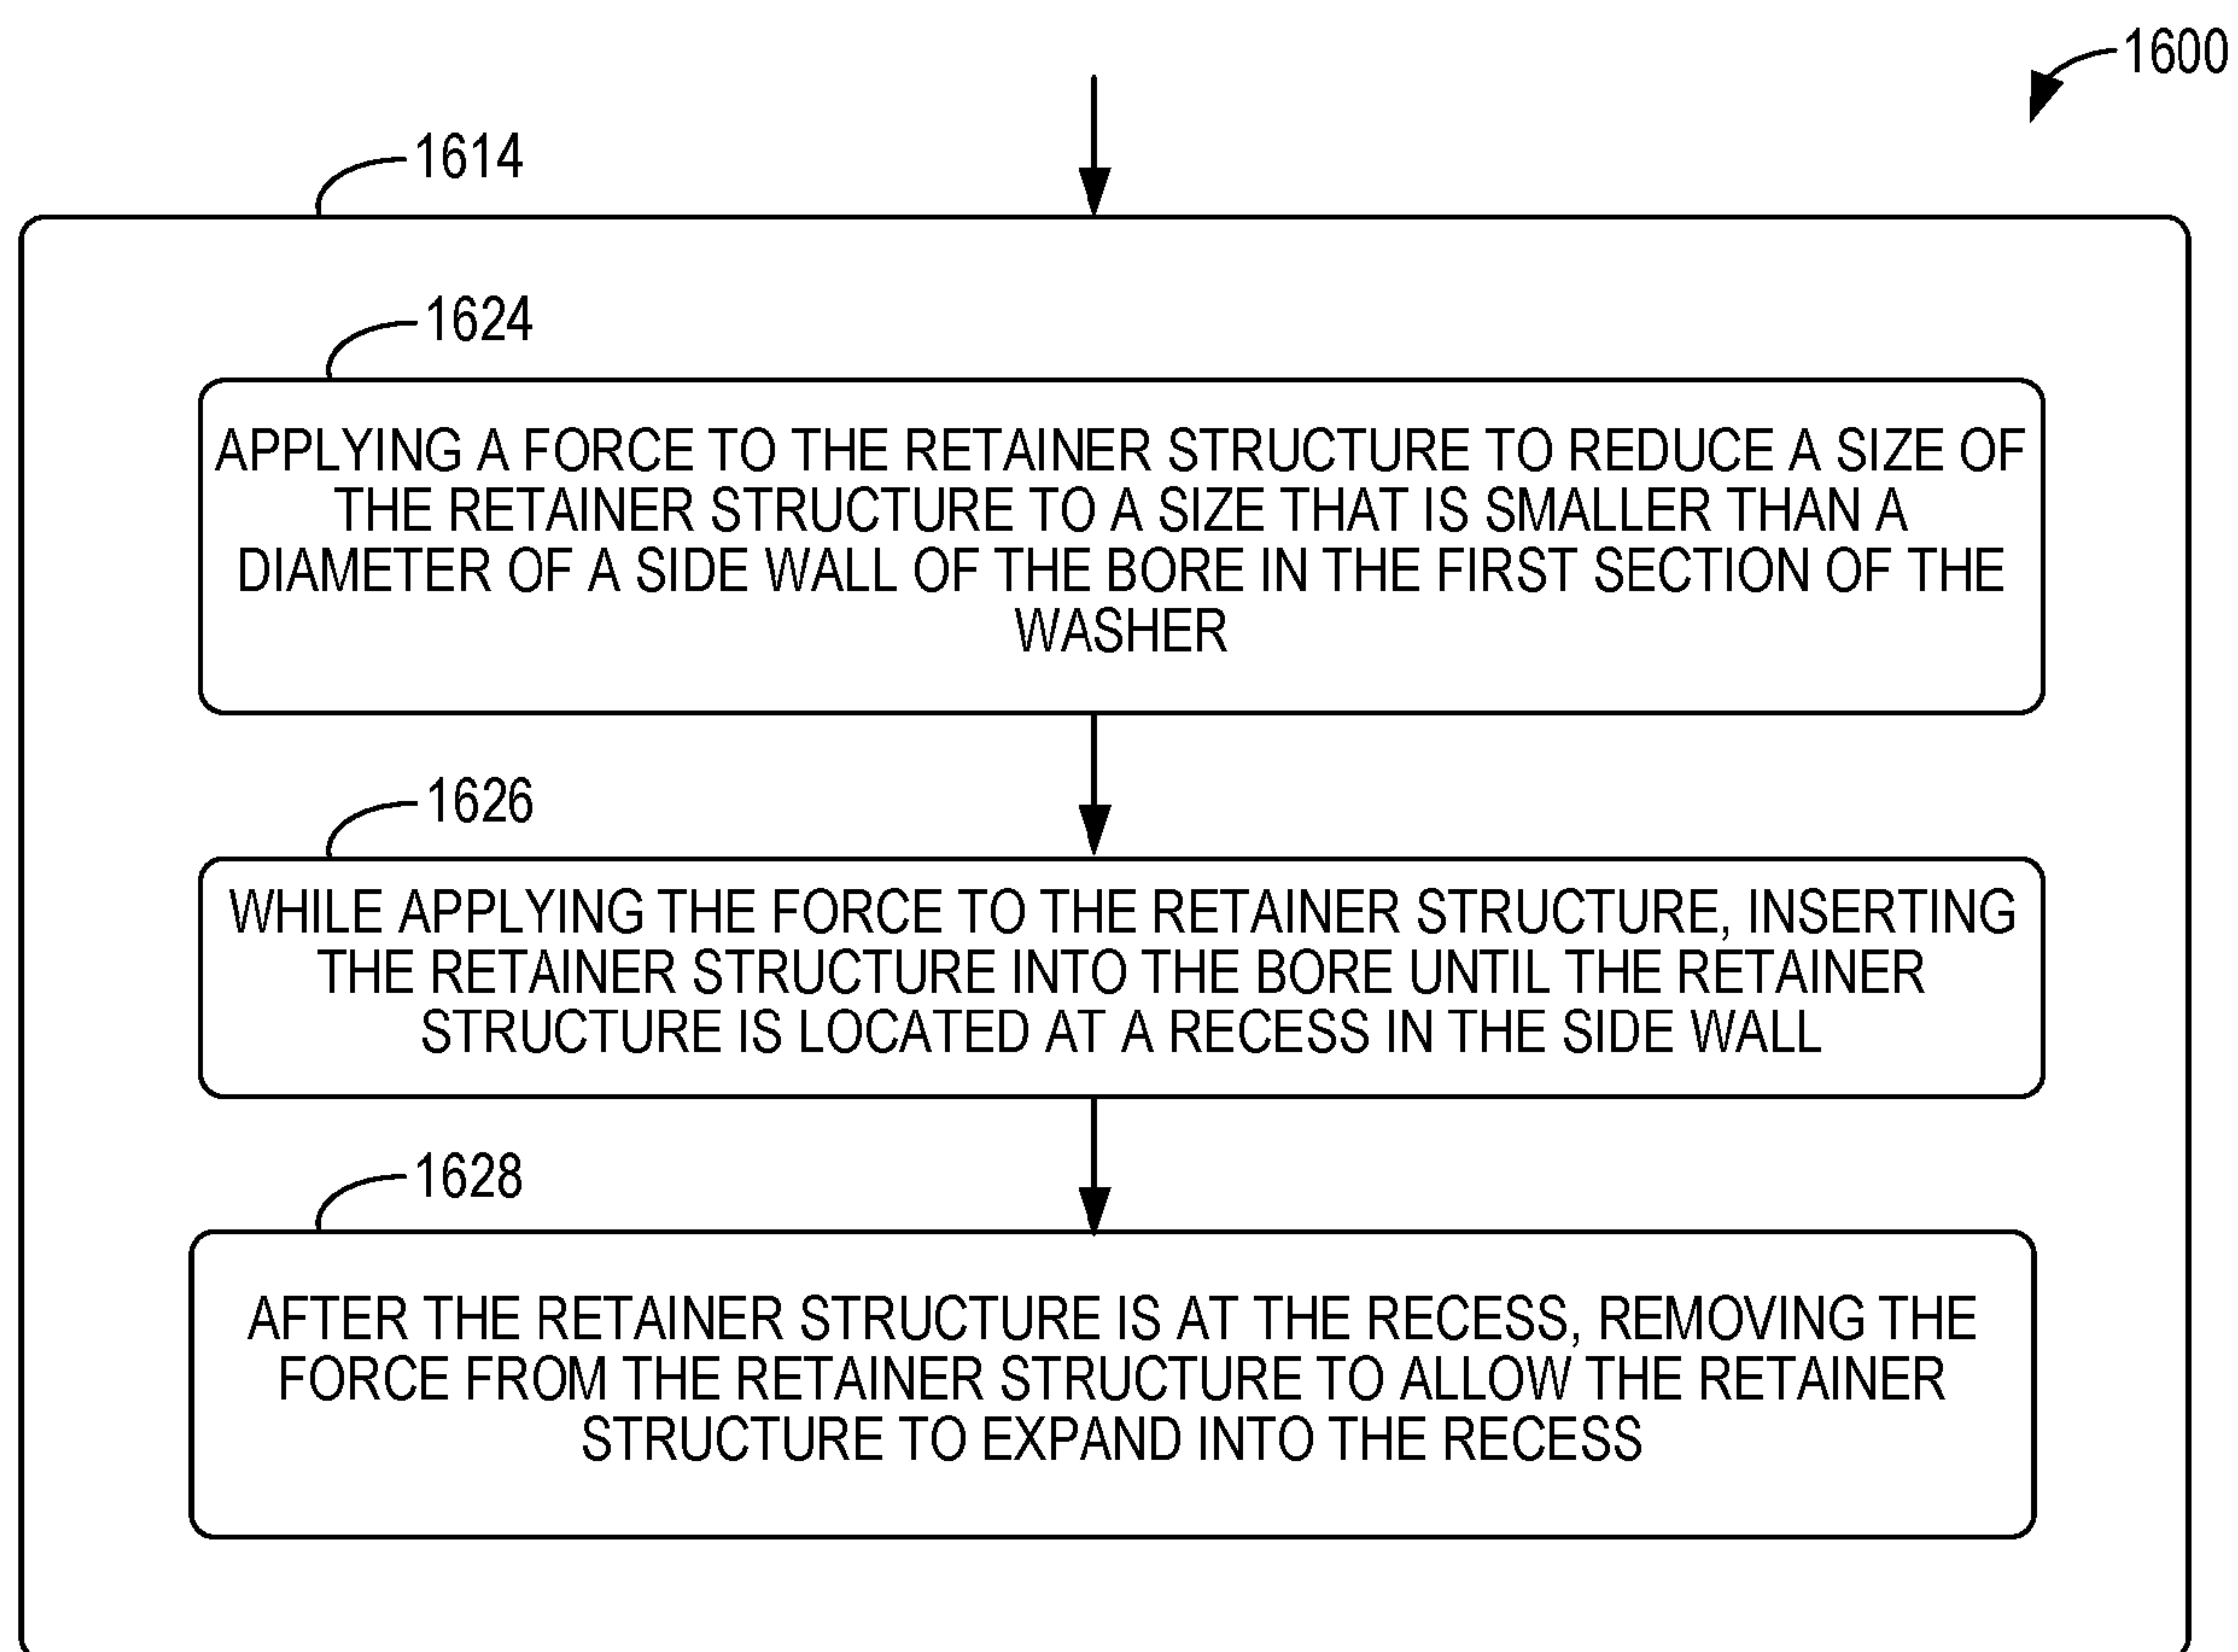 1600
1614
1624
APPLYING A FORCE TO THE RETAINER STRUCTURE TO REDUCE A SIZE OF
THE RETAINER STRUCTURE TO A SIZE THAT IS SMALLER THAN A
DIAMETER OF A SIDE WALL OF THE BORE IN THE FIRST SECTION OF THE
WASHER
1626
WHILE APPLYING THE FORCE TO THE RETAINER STRUCTURE, INSERTING
THE RETAINER STRUCTURE INTO THE BORE UNTIL THE RETAINER
STRUCTURE IS LOCATED AT A RECESS IN THE SIDE WALL
1628
AFTER THE RETAINER STRUCTURE IS AT THE RECESS, REMOVING THE
FORCE FROM THE RETAINER STRUCTURE TO ALLOW THE RETAINER
STRUCTURE TO EXPAND INTO THE RECESS